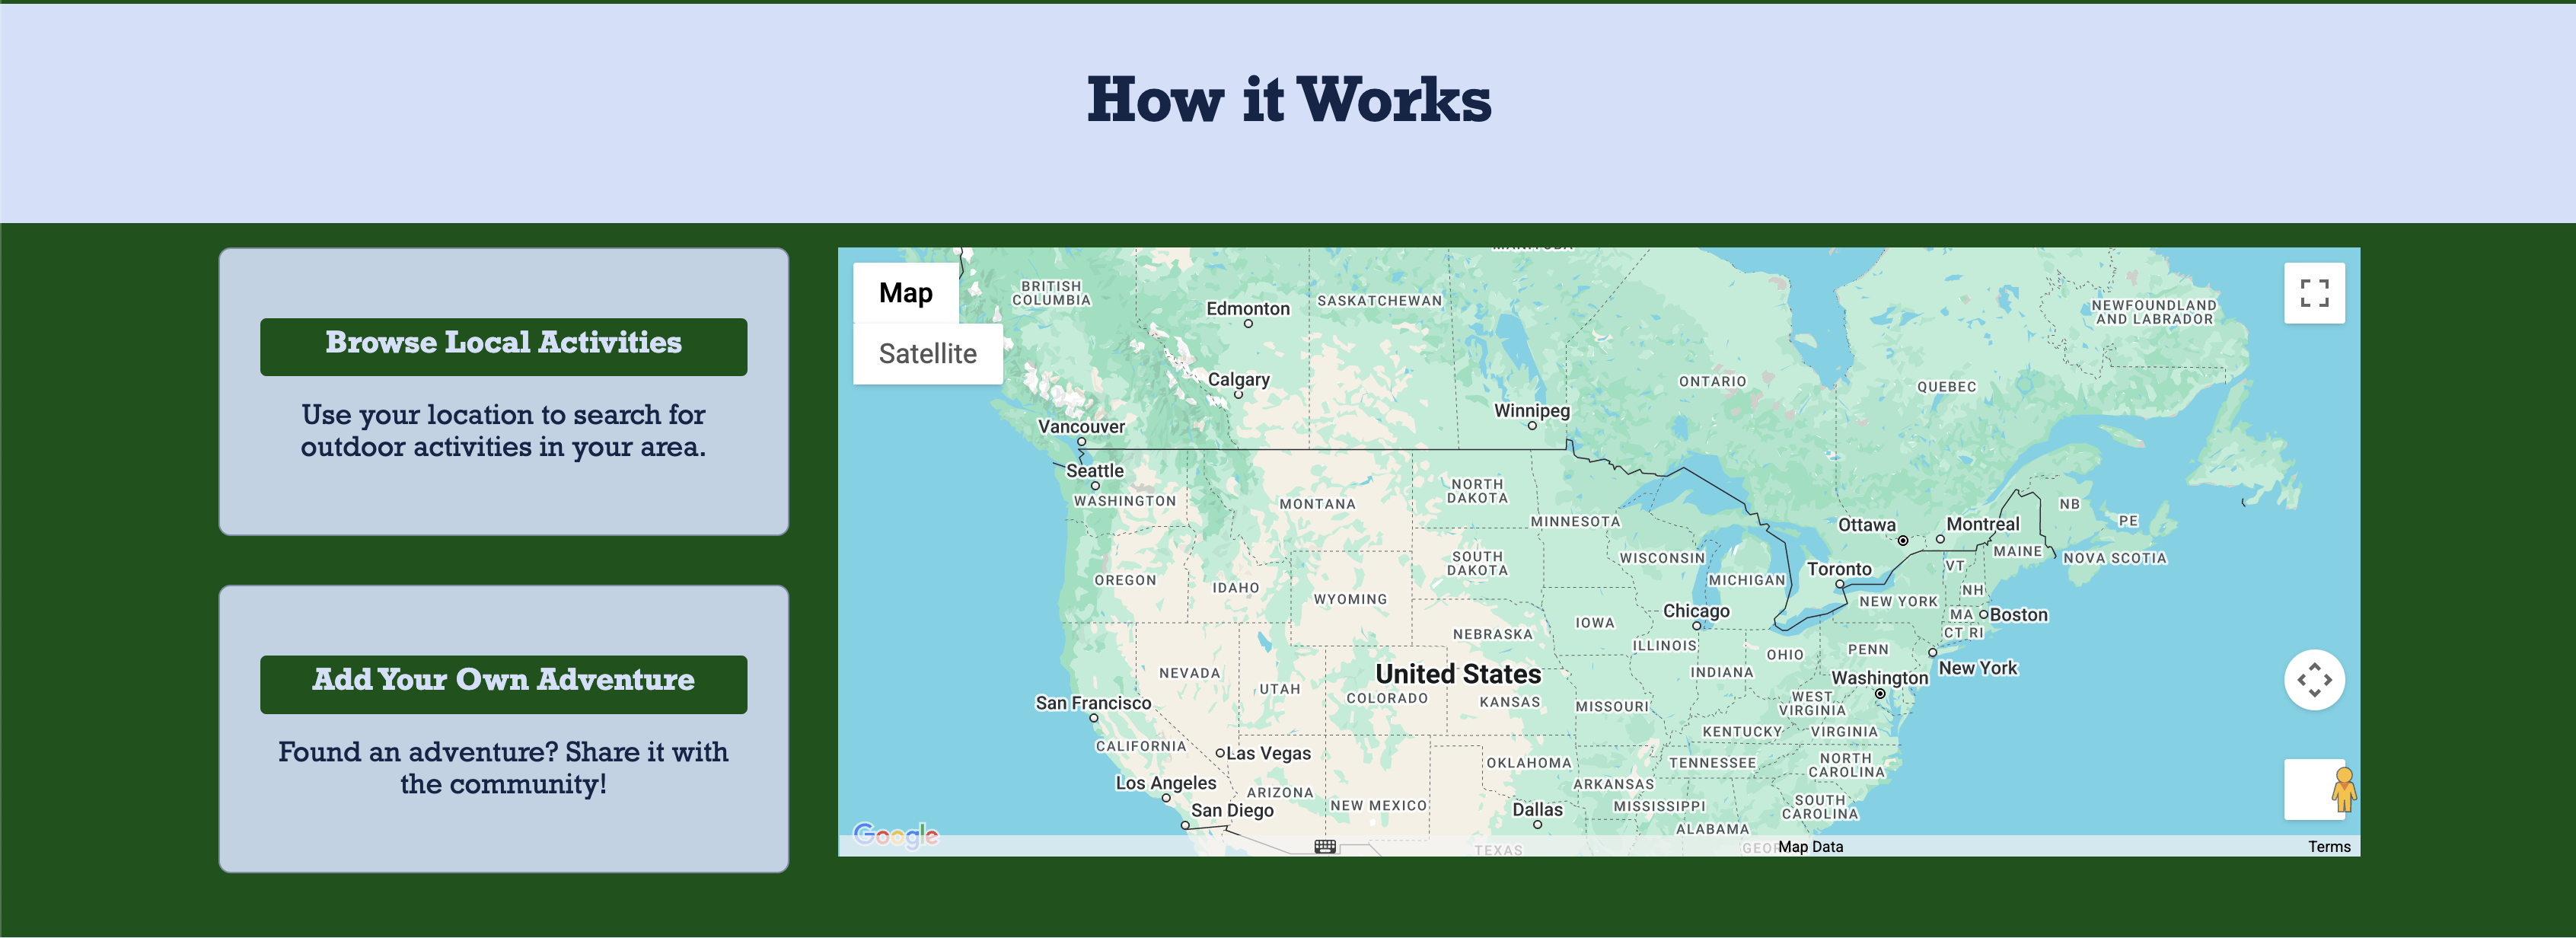 How it Works
Browse Local Activities
Use your location to search for
outdoor activities in your area.
Add Your Own Adventure
Found an adventure? Share it with
the community!
Map
Satellite
MANITOBA
BRITISH
COLUMBIA
Edmonton
SASKATCHEWAN
NEWFOUNDLAND
AND LABRADOR
Calgary
ONTARIO
QUEBEC
Winnipeg
Vancouver
Seattle
WASHINGTON
MONTANA
NORTH
DAKOTA
MINNESOTA
Ottawa
Montreal
NB
PE
MAINE
NOVA SCOTIA
WISCONSIN
SOUTH
DAKOTA
MICHIGAN
Toronto
VT
OREGON
IDAHO
WYOMING
NH
NEW YORK
Chicago
MA
Boston
IOWA
CT RI
NEBRASKA
ILLINOIS
OHIO
PENN
New York
NEVADA
United States
INDIANA
Washington
UTAH
COLORADO
KANSAS
MISSOURI
WEST
VIRGINIA
San Francisco
KENTUCKY
VIRGINIA
CALIFORNIA
Las Vegas
OKLAHOMA
TENNESSEE
NORTH
CAROLINA
Los Angeles
ARIZONA
NEW MEXICO
ARKANSAS
MISSISSIPPI
SOUTH
CAROLINA
San Diego
Dallas
ALABAMA
Google
TEXAS
GEOR
Map Data
Terms